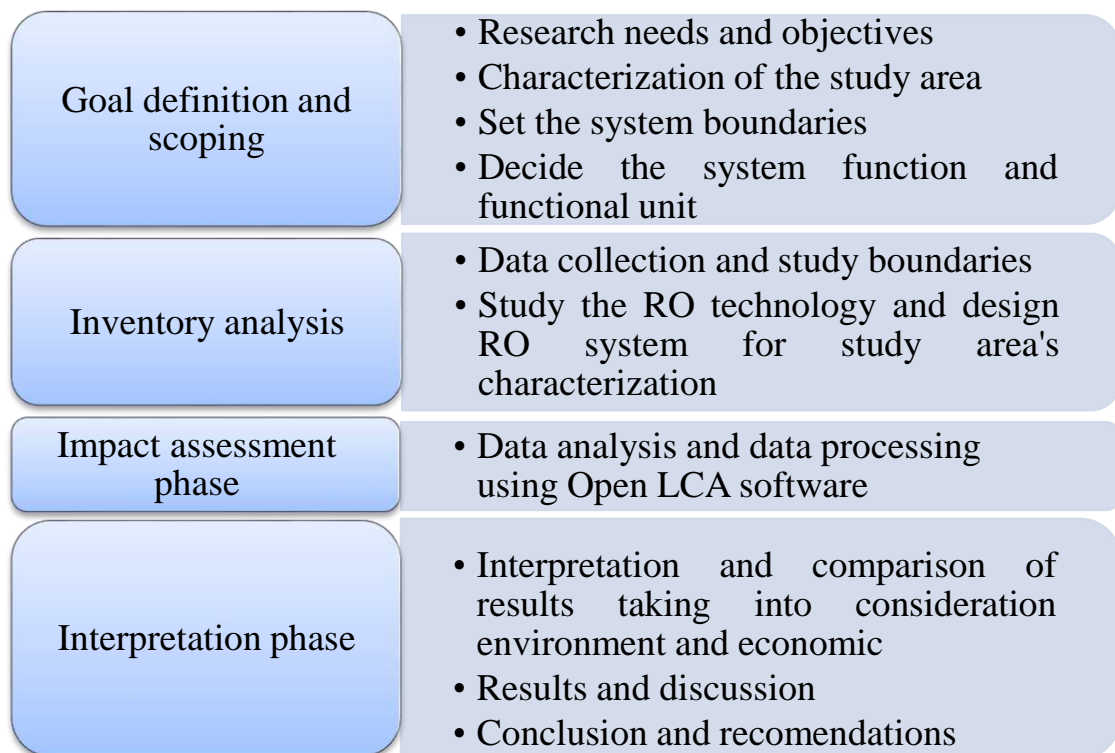 Goal definition and
scoping
• Research needs and objectives
• Characterization of the study area
• Set the system boundaries
• Decide the system function and
functional unit
Inventory analysis
• Data collection and study boundaries
• Study the RO technology and design
RO system for study area's
characterization
Impact assessment
phase
• Data analysis and data processing
using Open LCA software
Interpretation phase
• Interpretation and comparison of
results taking into consideration
environment and economic
• Results and discussion
• Conclusion and recomendations